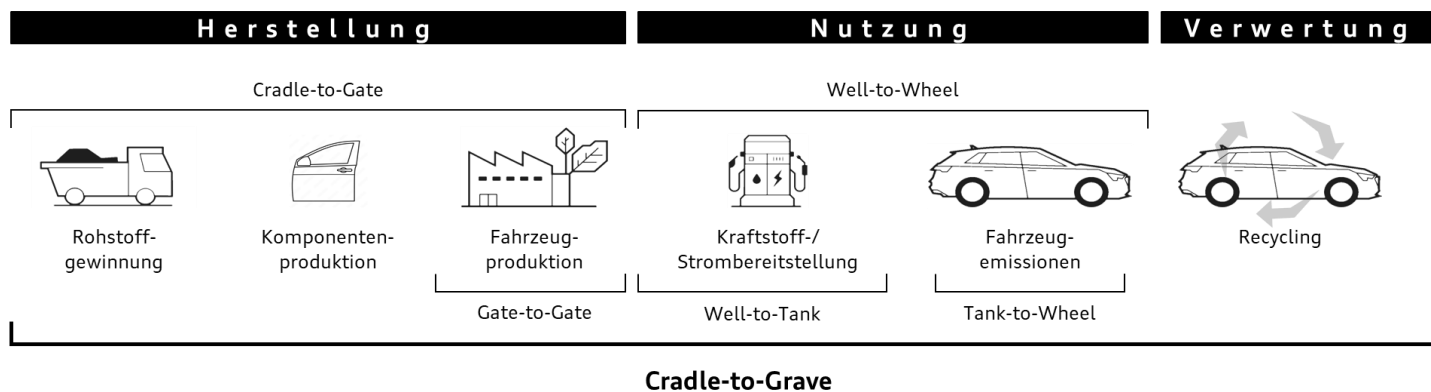 Herstellung
Nutzung
Verwertung
Cradle-to-Gate
Well-to-Wheel
Rohstoff-
gewinnung
Komponenten-
produktion
Fahrzeug-
produktion
Kraftstoff-/
Strombereitstellung
Fahrzeug-
emissionen
Recycling
Gate-to-Gate
Well-to-Tank
Tank-to-Wheel
Cradle-to-Grave